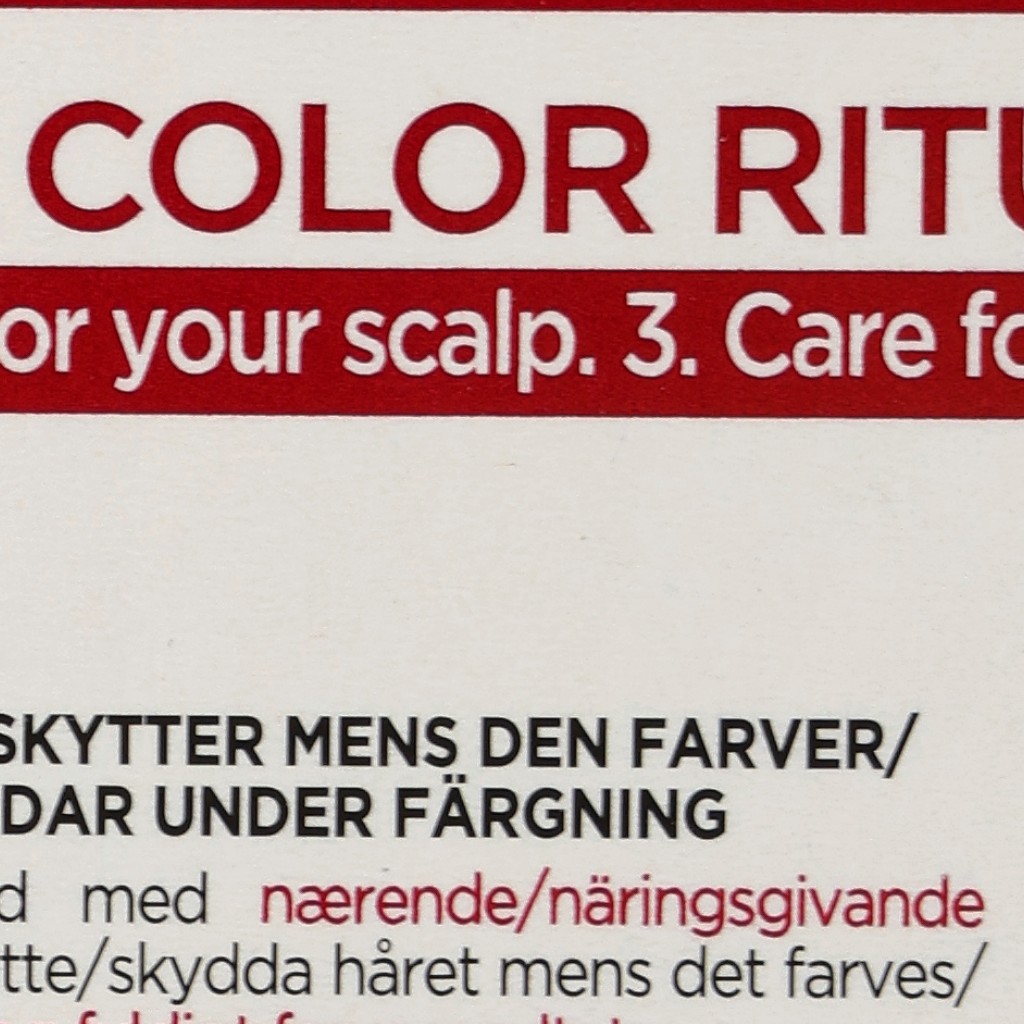 COLOR RITU
or your scalp. 3. Care fo
SKYTTER MENS DEN FARVER/
DAR UNDER FÄRGNING
d med nærende/näringsgivande
tte/skydda håret mens det farves/